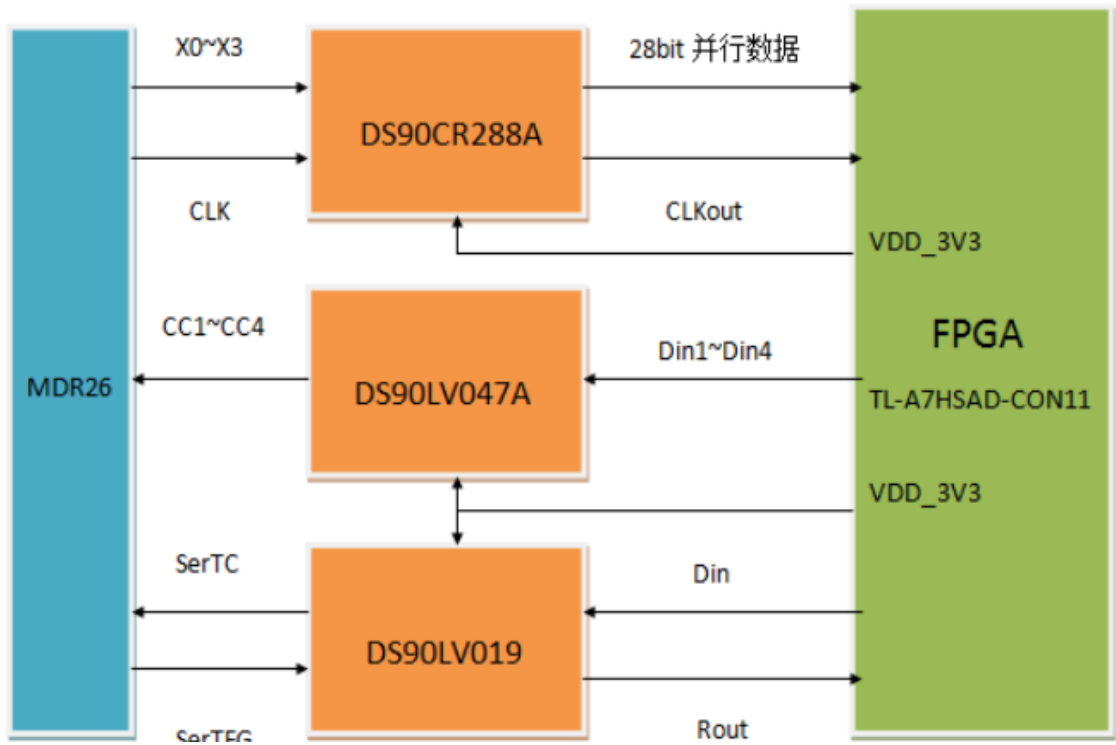 X0~X3
28bit 并行数据
DS90CR288A
CLK
CLKout
VDD_3V3
CC1~CC4
Din1~Din4
FPGA
MDR26
DS90LV047A
TL-A7HSAD-CON11
VDD_3V3
SerTC
Din
DS90LV019
SerTFG
Rout